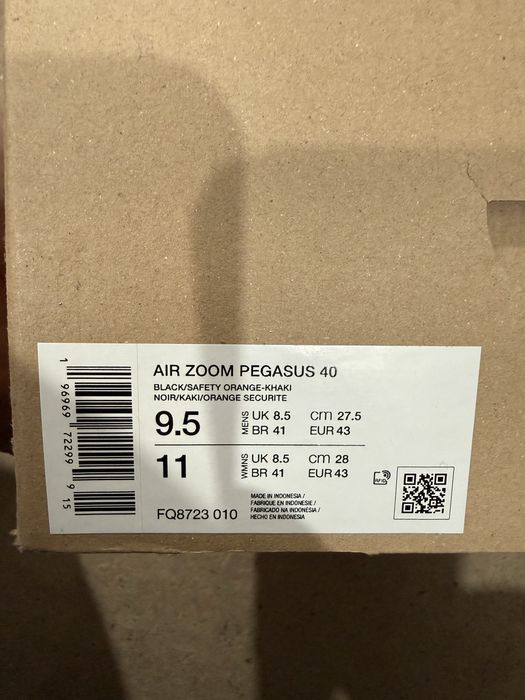 AIR ZOOM PEGASUS 40
BLACK/SAFETY ORANGE-KHAKI
NOIR/KAKI/ORANGE SECURITE
9.5 MENS UK 8.5 cm 27.5
BR 41 EUR 43
11 WMNS UK 8.5 cm 28
BR 41 EUR 43
FQ8723 010
MADE IN INDONESIA /
FABRIQUE EN INDONESIE /
FABRICADO NA INDONÉSIA /
HECHO EN INDONESIA
RFID
1 96969 72299 9 15